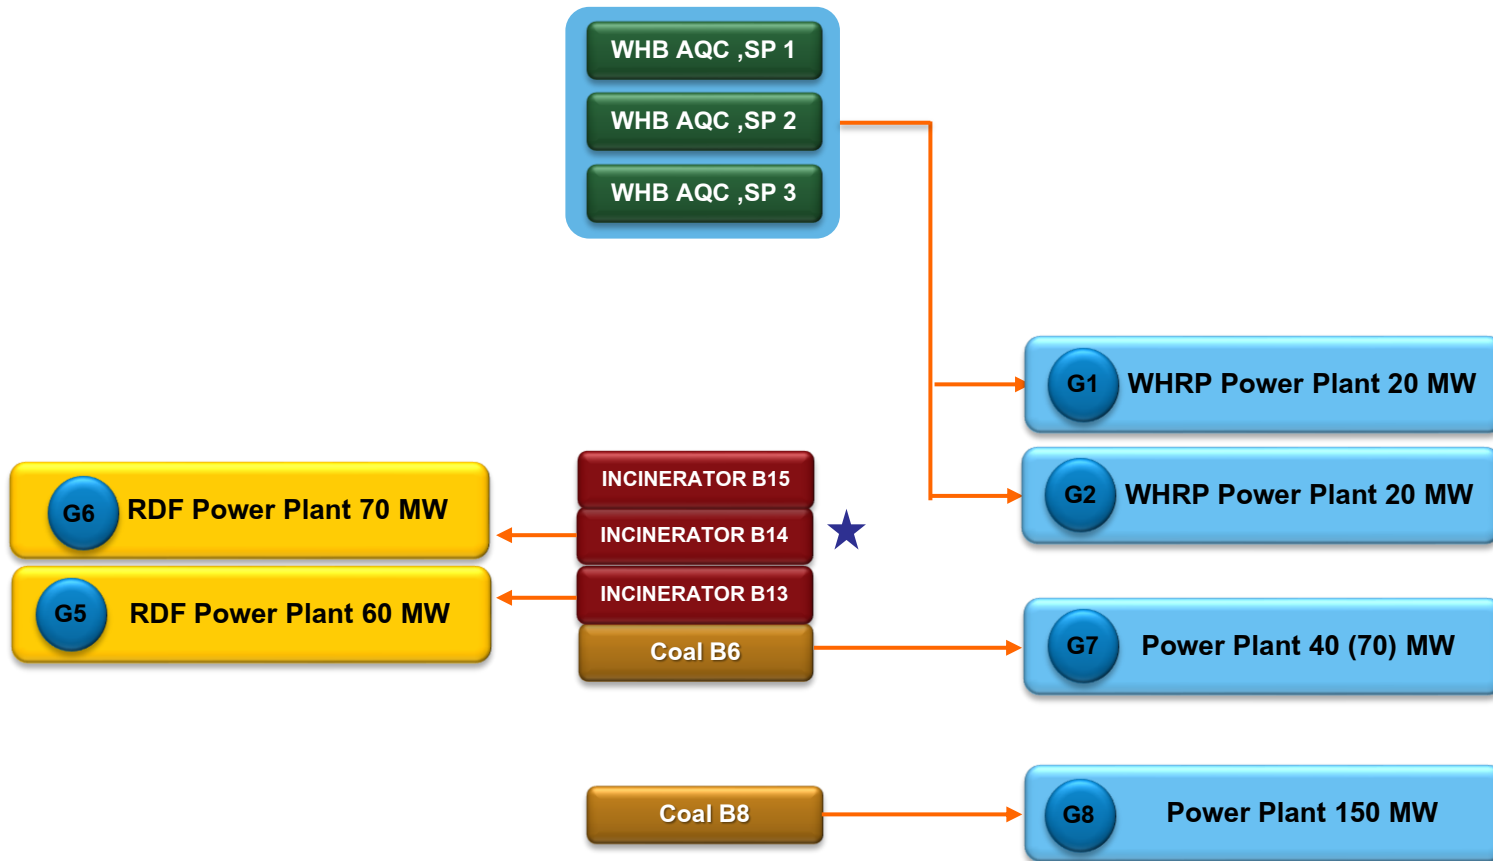 WHB AQC ,SP 1
WHB AQC ,SP 2
WHB AQC ,SP 3
G1 WHRP Power Plant 20 MW
G2 WHRP Power Plant 20 MW
INCINERATOR B15
G6 RDF Power Plant 70 MW
INCINERATOR B14
INCINERATOR B13
G5 RDF Power Plant 60 MW
Coal B6
G7 Power Plant 40 (70) MW
Coal B8
G8 Power Plant 150 MW